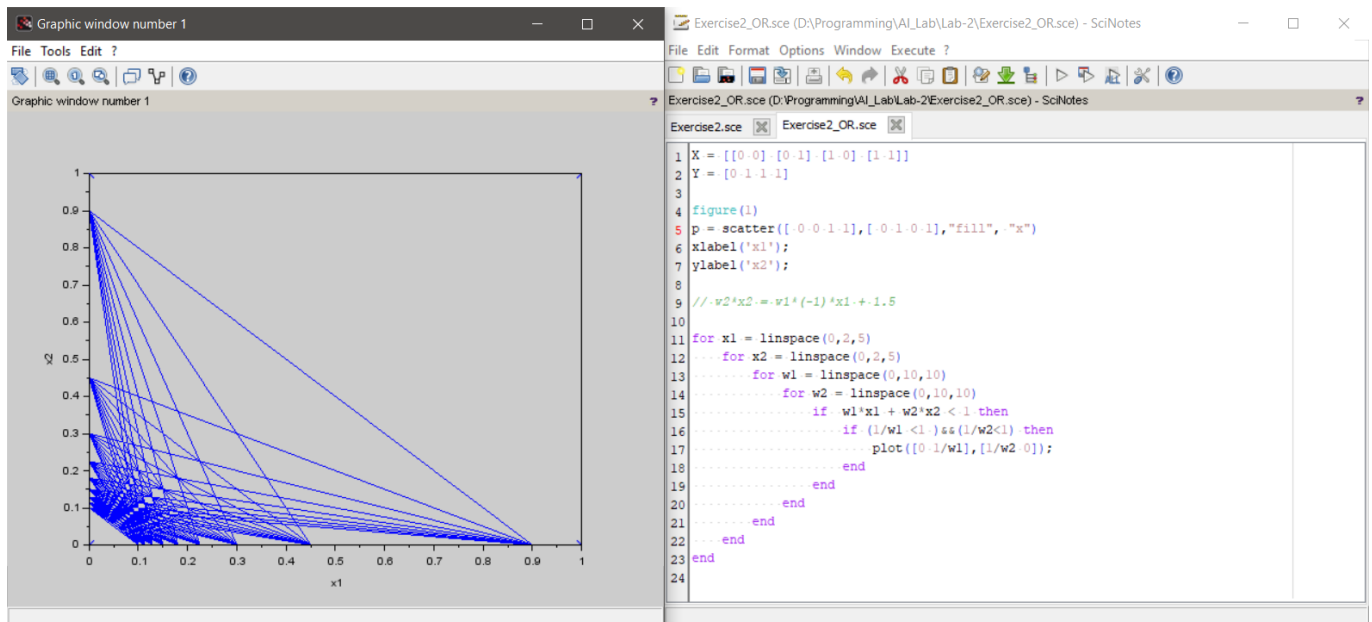 Graphic window number 1
File Tools Edit ?
Graphic window number 1
?
1
0.9
0.8
0.7
0.6
0.5
0.4
0.3
0.2
0.1
0
x2
0 0.1 0.2 0.3 0.4 0.5 0.6 0.7 0.8 0.9 1
x1
Exercise2_OR.sce (D:\Programming\AI_Lab\Lab-2\Exercise2_OR.sce) - SciNotes
File Edit Format Options Window Execute ?
Exercise2_OR.sce (D:\Programming\AI_Lab\Lab-2\Exercise2_OR.sce) - SciNotes
?
Exercise2.sce Exercise2_OR.sce
1 X = [[0 0] [0 1] [1 0] [1 1]]
2 Y = [0 1 1 1]
3
4 figure(1)
5 p = scatter([ 0 0 1 1],[ 0 1 0 1],"fill", "x")
6 xlabel('x1');
7 ylabel('x2');
8
9 // w2*x2 = w1*(-1)*x1 + 1.5
10
11 for x1 = linspace(0,2,5)
12 for x2 = linspace(0,2,5)
13 for w1 = linspace(0,10,10)
14 for w2 = linspace(0,10,10)
15 if w1*x1 + w2*x2 < 1 then
16 if (1/w1 <1 )&&(1/w2<1) then
17 plot([0 1/w1],[1/w2 0]);
18 end
19 end
20 end
21 end
22 end
23 end
24